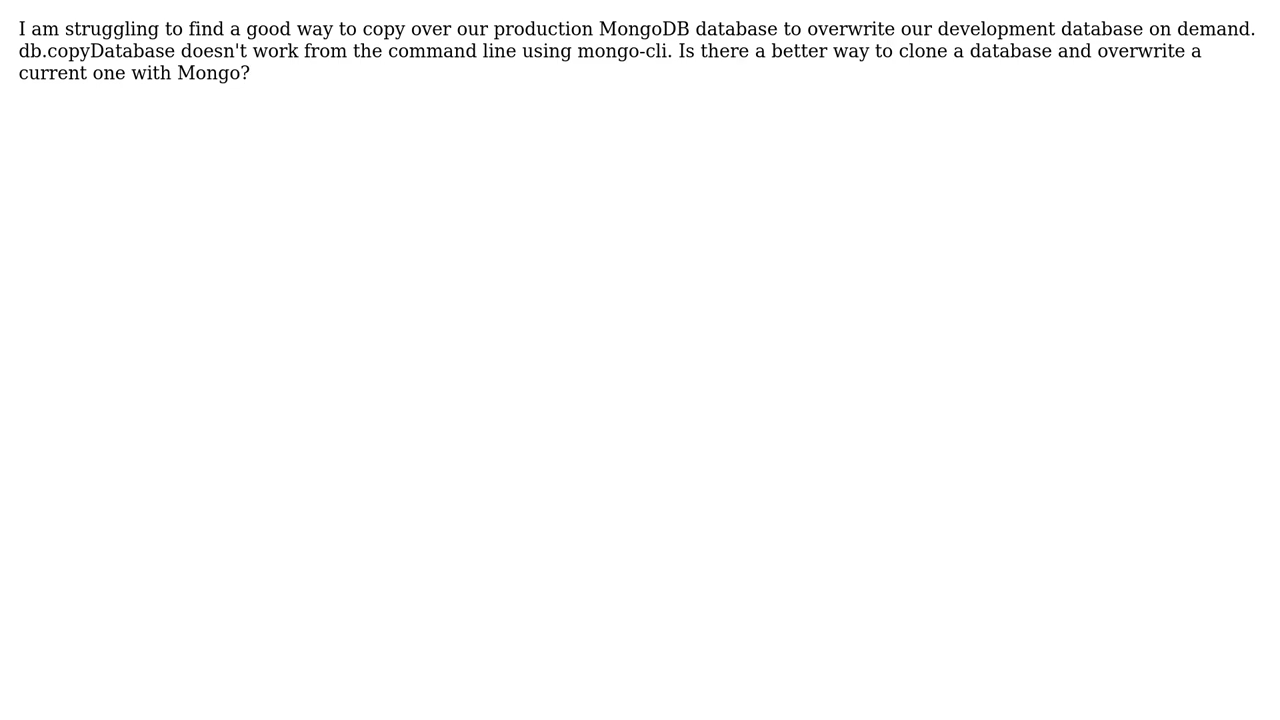 I am struggling to find a good way to copy over our production MongoDB database to overwrite our development database on demand.
db.copyDatabase doesn't work from the command line using mongo-cli. Is there a better way to clone a database and overwrite a
current one with Mongo?